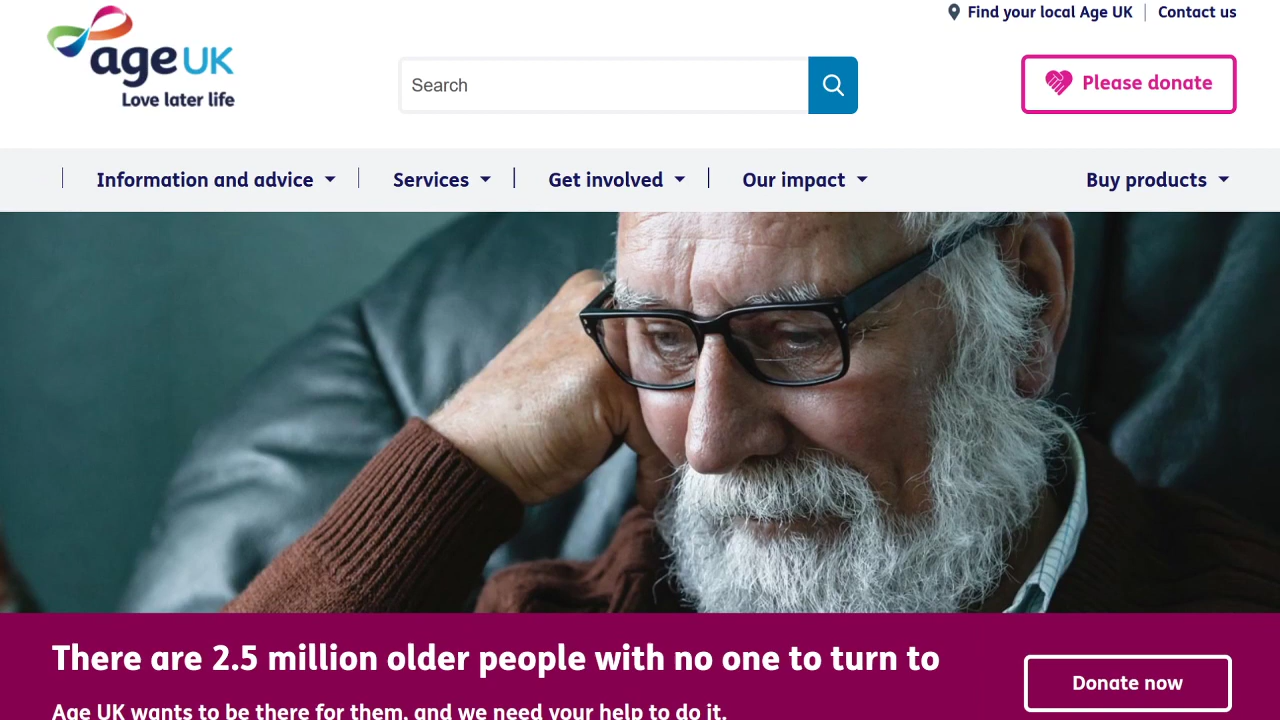 Find your local Age UK
Contact us
age UK
Love later life
Search
Please donate
Information and advice
Services
Get involved
Our impact
Buy products
There are 2.5 million older people with no one to turn to
Age UK wants to be there for them, and we need your help to do it.
Donate now